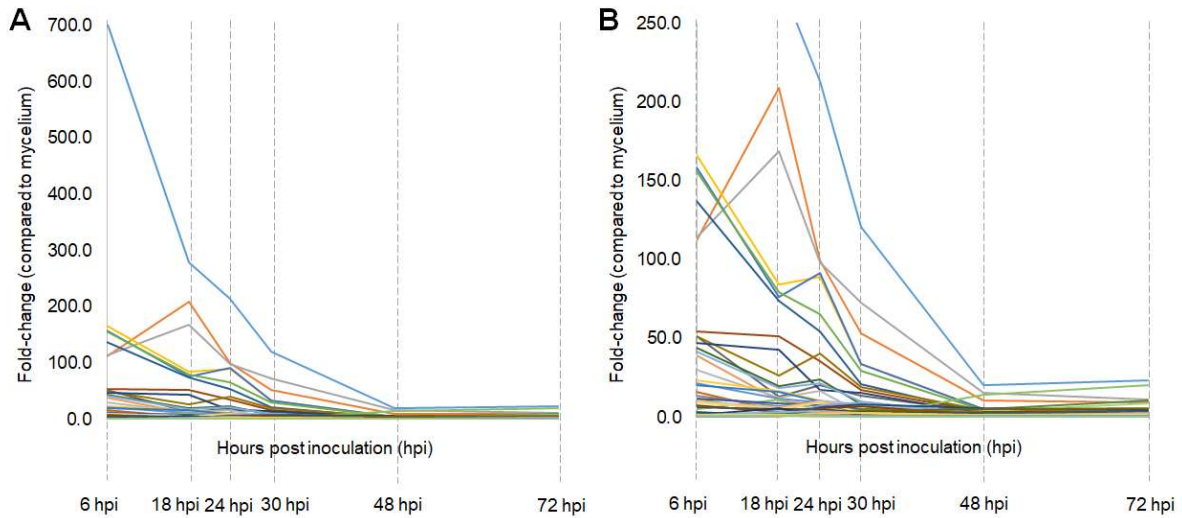 A
Fold-change (compared to mycelium)
700.0
600.0
500.0
400.0
300.0
200.0
100.0
0.0
Hours post inoculation (hpi)
6 hpi 18 hpi 24 hpi 30 hpi 48 hpi 72 hpi
B
Fold-change (compared to mycelium)
250.0
200.0
150.0
100.0
50.0
0.0
Hours post inoculation (hpi)
6 hpi 18 hpi 24 hpi 30 hpi 48 hpi 72 hpi